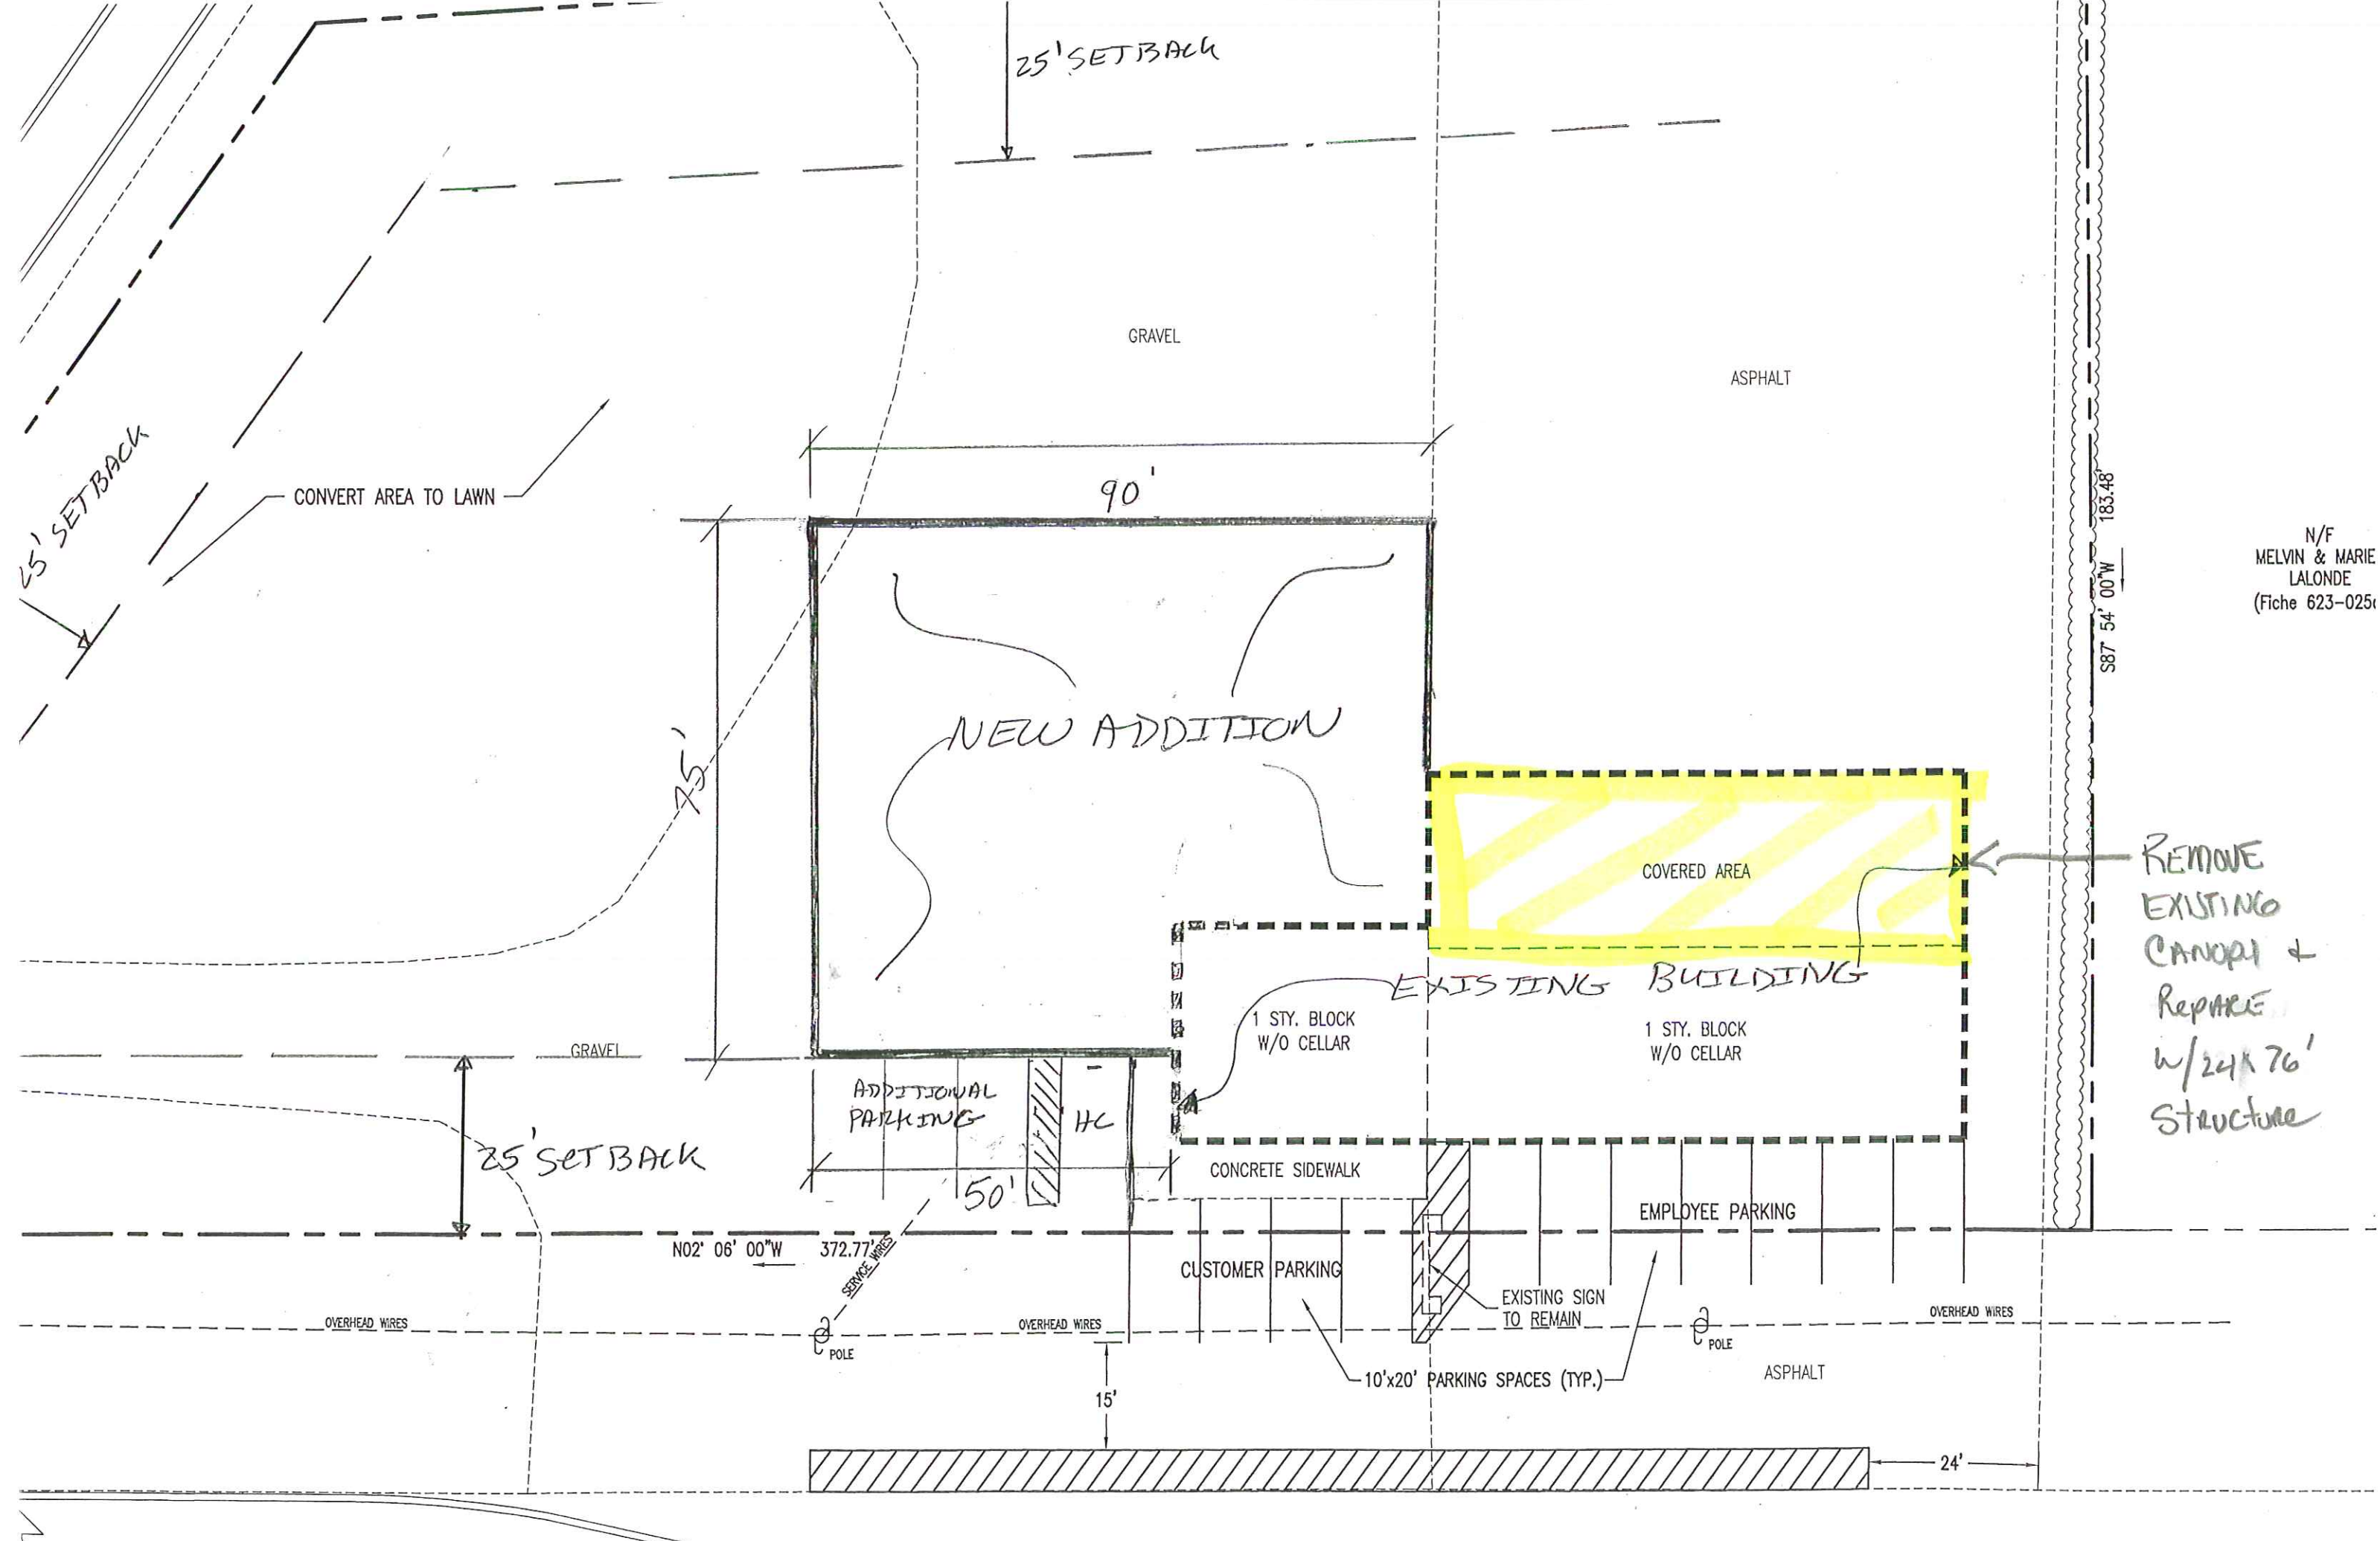 25' SETBACK
GRAVEL
ASPHALT
25' SETBACK
CONVERT AREA TO LAWN
90'
183.48'
S87° 54' 00"W
N/F
MELVIN & MARIE
LALONDE
(Fiche 623-025
75'
NEW ADDITION
COVERED AREA
REMOVE
EXISTING
CANOPY &
REPLACE
W/24X76'
STRUCTURE
EXISTING BUILDING
1 STY. BLOCK
W/O CELLAR
1 STY. BLOCK
W/O CELLAR
GRAVEL
ADDITIONAL
PARKING
HC
25' SETBACK
50'
CONCRETE SIDEWALK
EMPLOYEE PARKING
N02° 06' 00"W 372.77'
SERVICE WIRES
CUSTOMER PARKING
EXISTING SIGN
TO REMAIN
OVERHEAD WIRES
OVERHEAD WIRES
OVERHEAD WIRES
POLE
POLE
10'x20' PARKING SPACES (TYP.)
ASPHALT
15'
24'